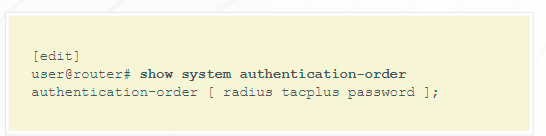 [edit]
user@router# show system authentication-order
authentication-order [ radius tacplus password ];